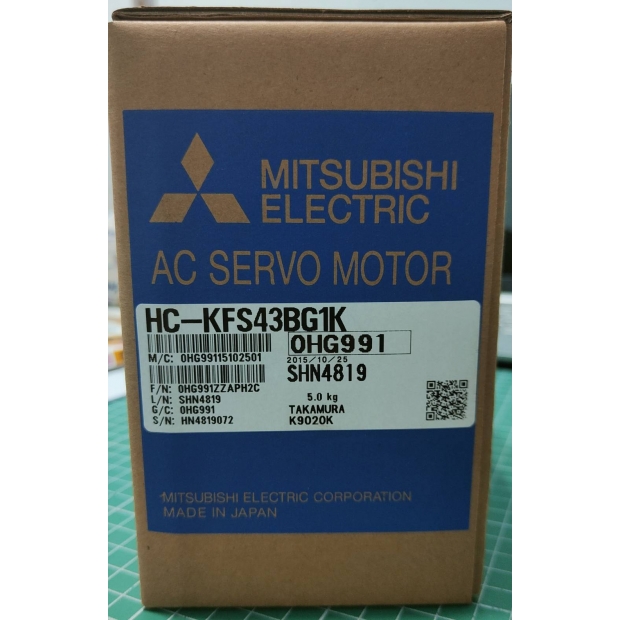 MITSUBISHI
ELECTRIC
AC SERVO MOTOR
HC-KFS43BG1K
0HG991
M/C: 0HG99115102501
2015/10/25
SHN4819
F/N: 0HG991ZZAPH2C
L/N: SHN4819
5.0 kg
G/C: 0HG991
TAKAMURA
S/N: HN4819072
K9020K
MITSUBISHI ELECTRIC CORPORATION
MADE IN JAPAN